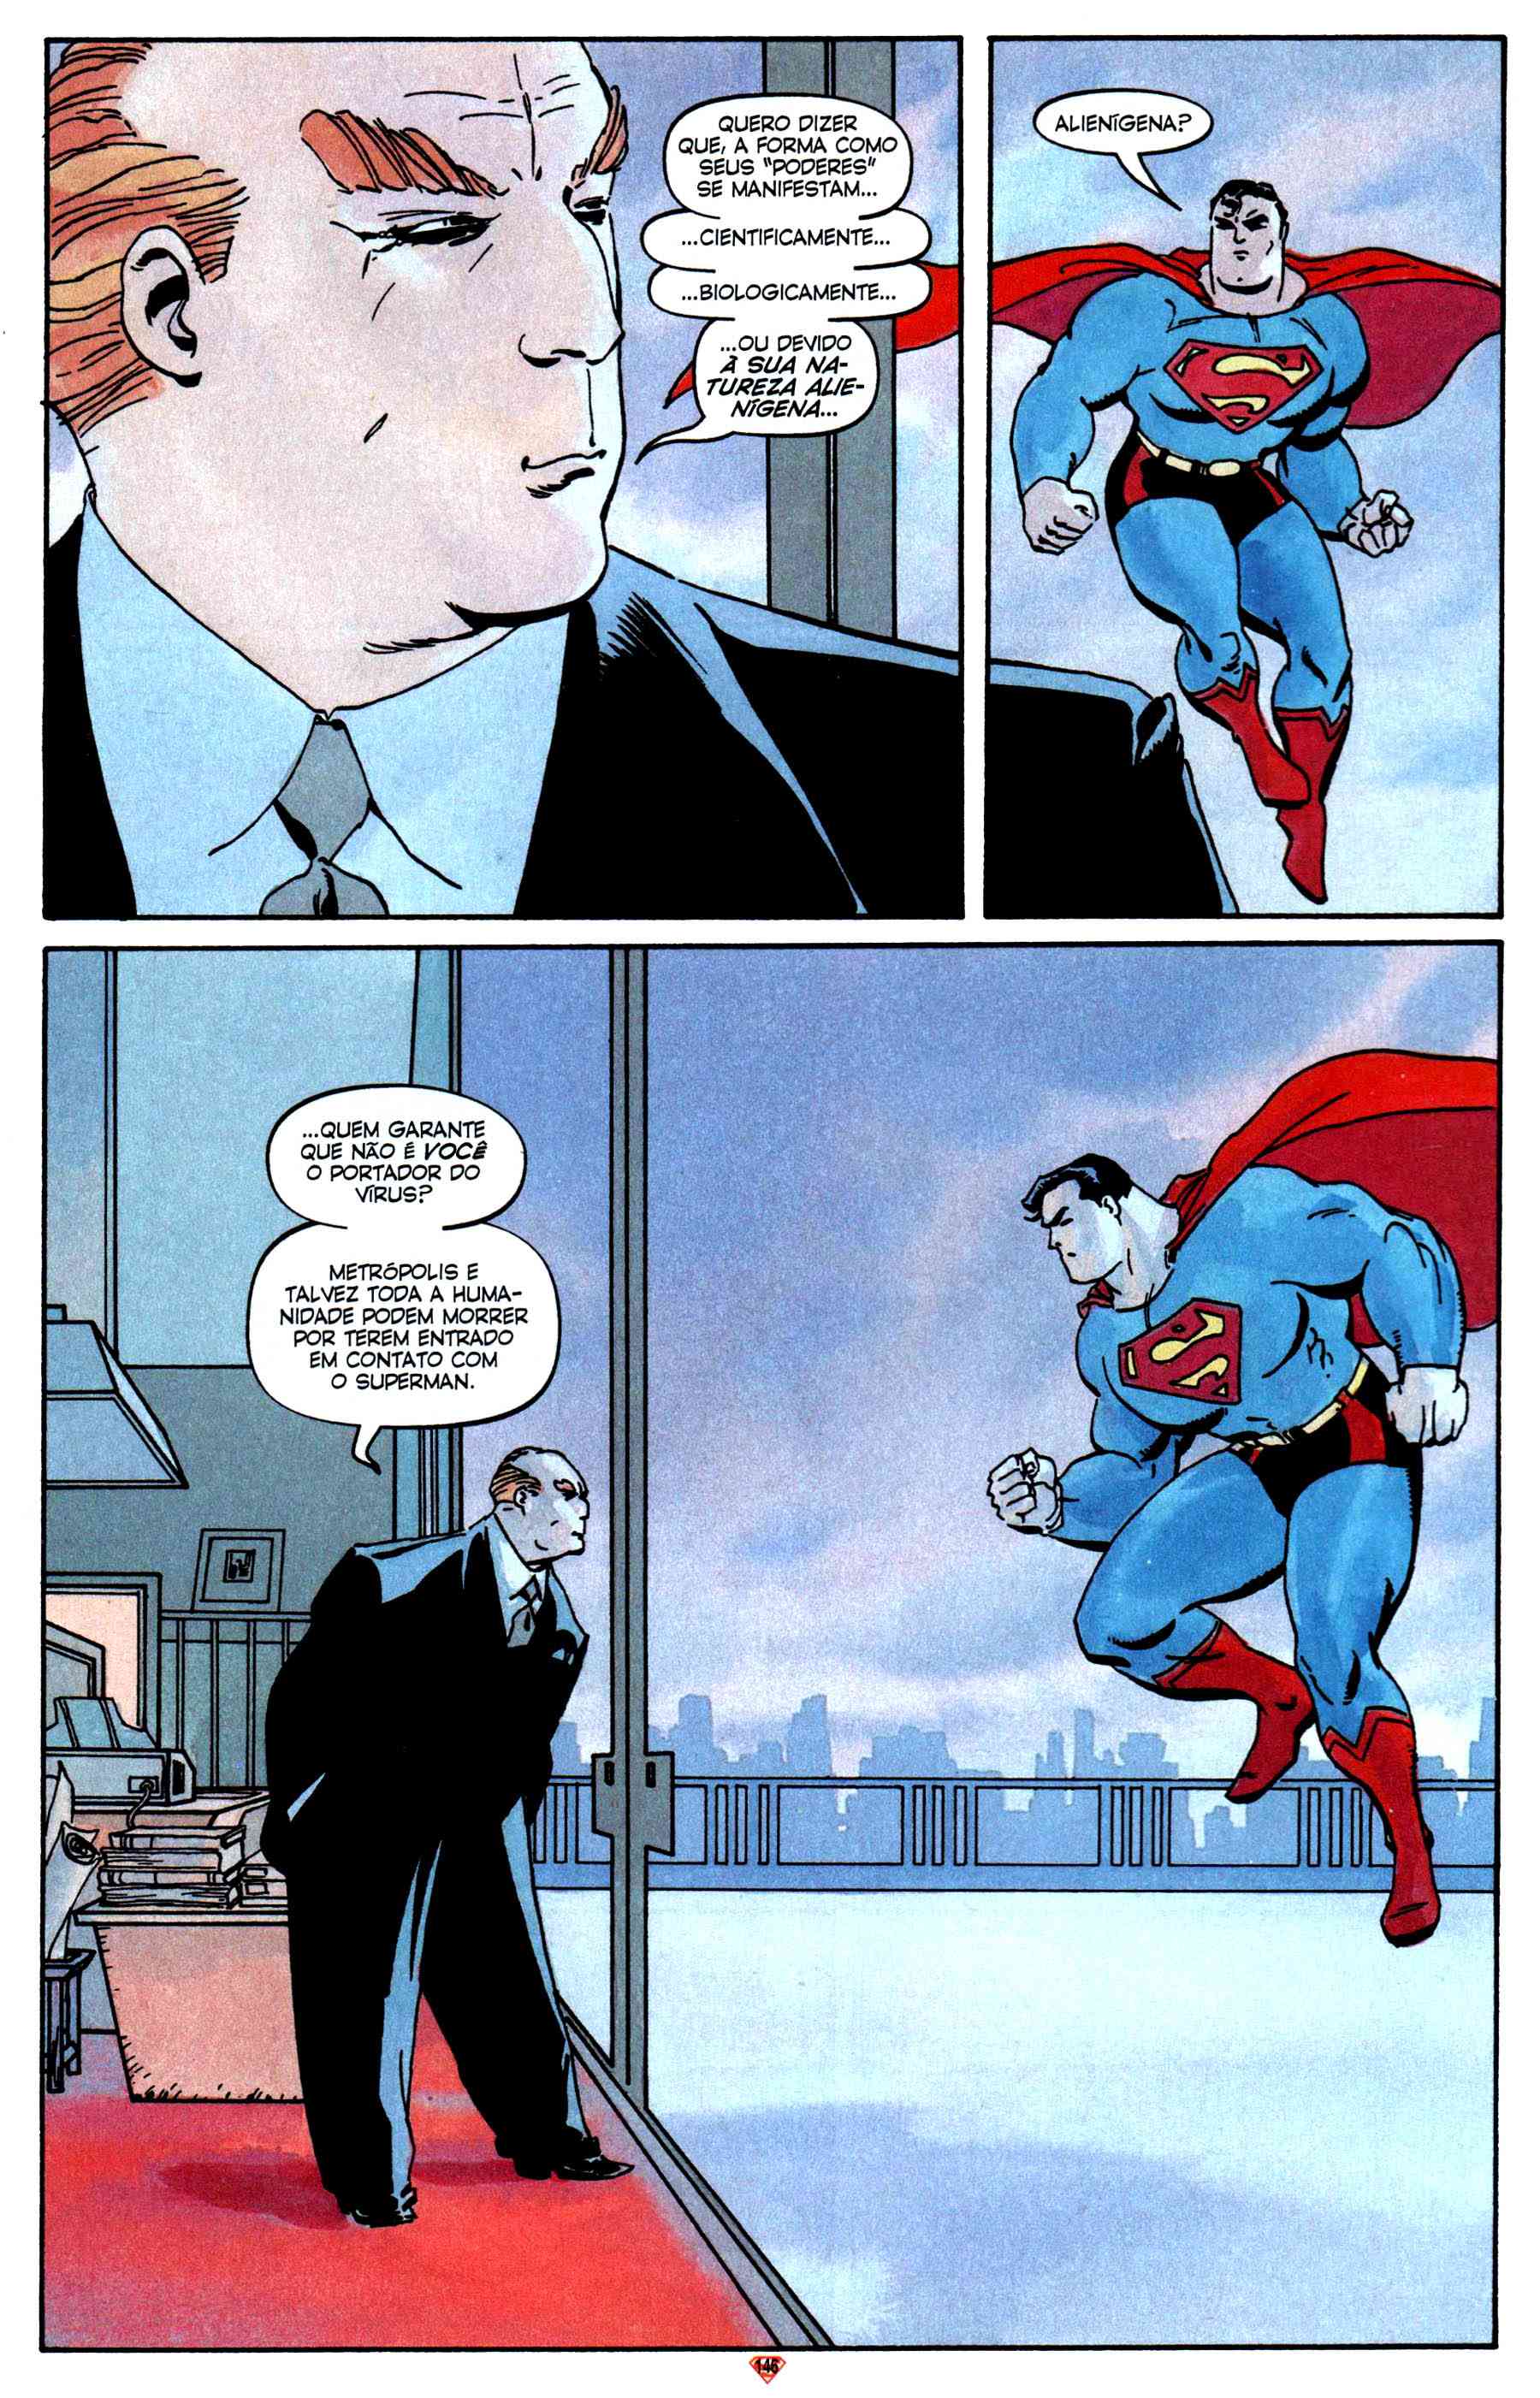 QUERO DIZER
QUE, A FORMA COMO
SEUS "PODERES"
SE MANIFESTAM...
...CIENTIFICAMENTE...
...BIOLOGICAMENTE...
...OU DEVIDO
À SUA NA-
TUREZA ALIE-
NÍGENA...
ALIENÍGENA?
...QUEM GARANTE
QUE NÃO É VOCÊ
O PORTADOR DO
VÍRUS?
METRÓPOLIS E
TALVEZ TODA A HUMA-
NIDADE PODEM MORRER
POR TEREM ENTRADO
EM CONTATO COM
O SUPERMAN.
146